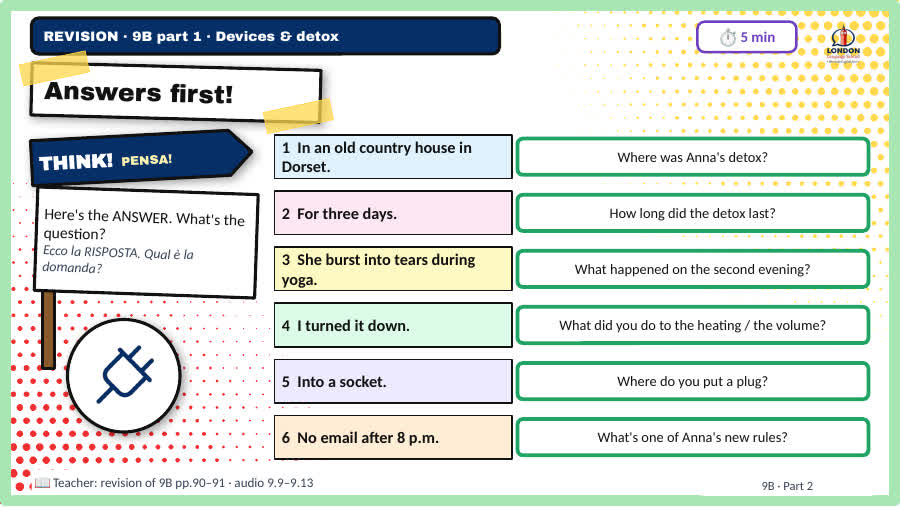 REVISION · 9B part 1 · Devices & detox
⏱️ 5 min
LONDON
Answers first!
THINK! PENSA!
Here's the ANSWER. What's the
question?
Ecco la RISPOSTA. Qual è la
domanda?
1 In an old country house in
Dorset.
Where was Anna's detox?
2 For three days.
How long did the detox last?
3 She burst into tears during
yoga.
What happened on the second evening?
4 I turned it down.
What did you do to the heating / the volume?
5 Into a socket.
Where do you put a plug?
6 No email after 8 p.m.
What's one of Anna's new rules?
📖 Teacher: revision of 9B pp.90–91 · audio 9.9–9.13
9B · Part 2